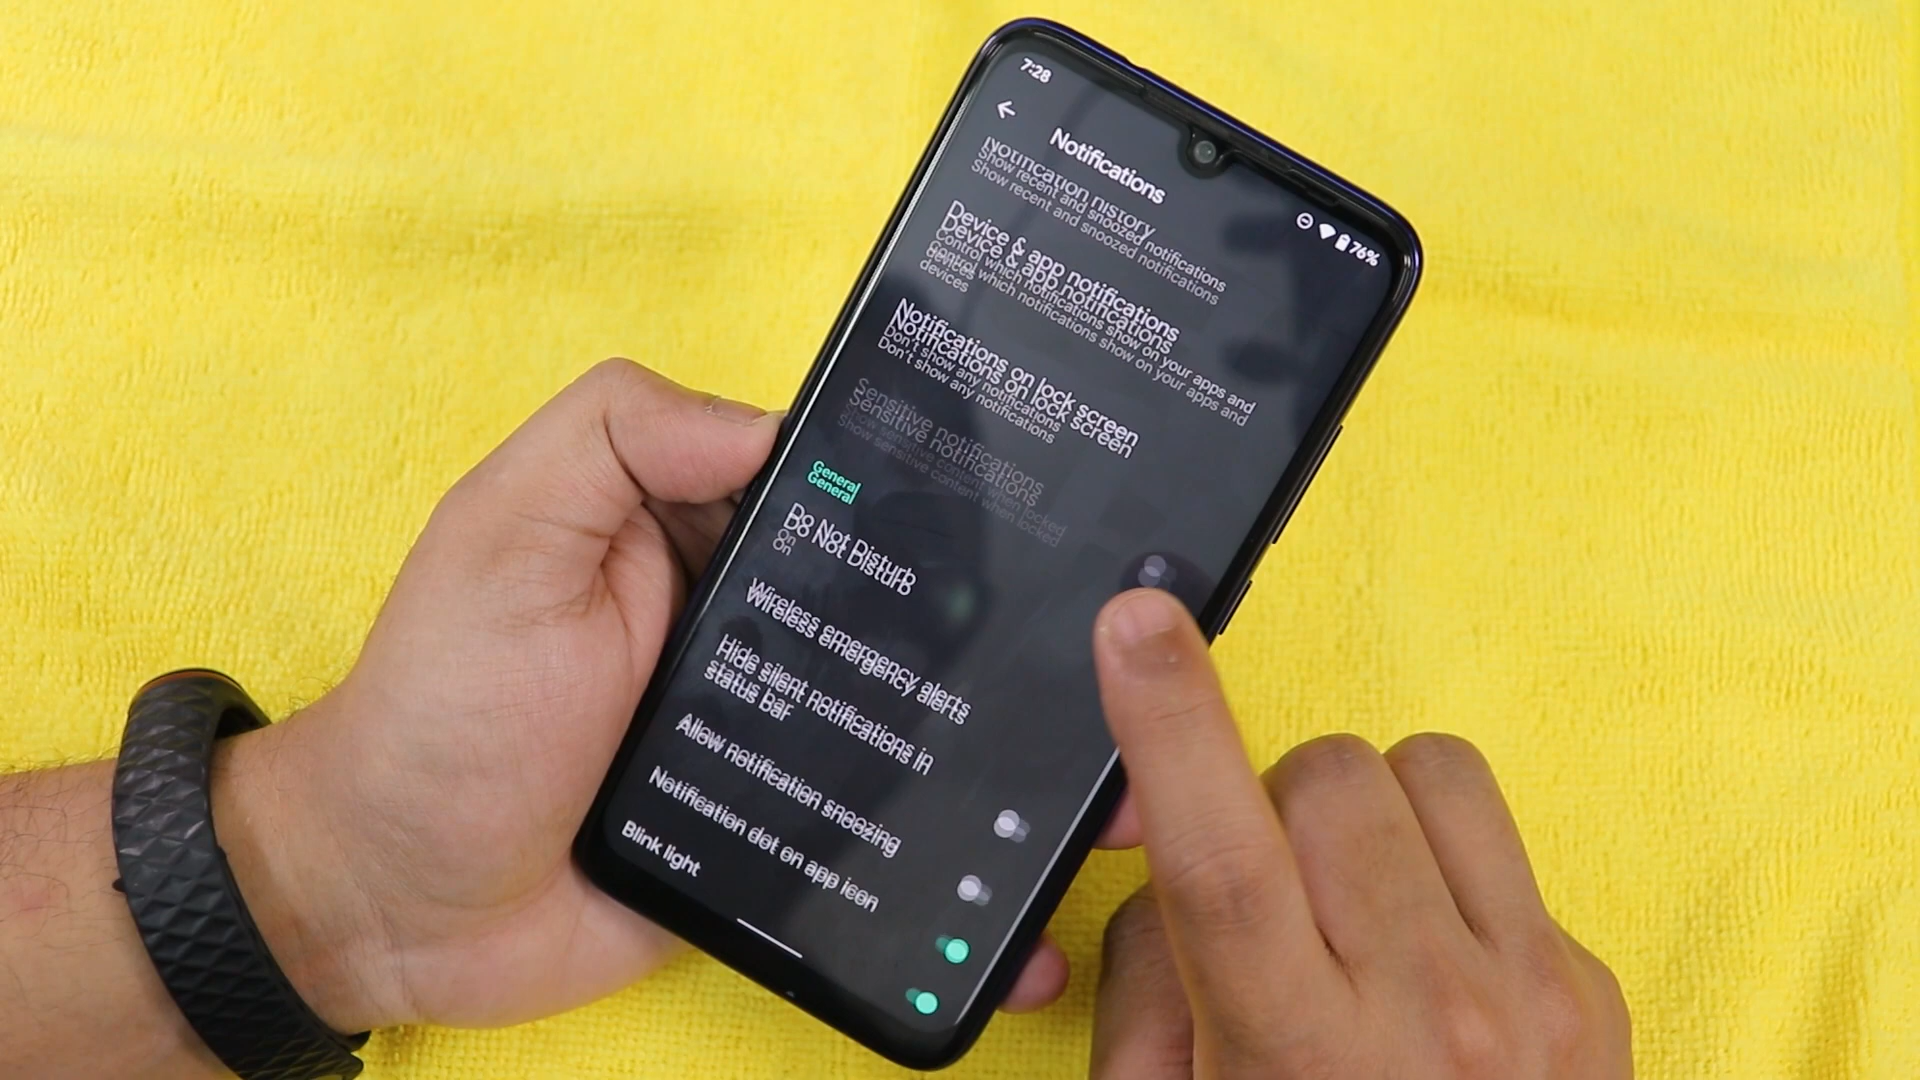 7:28
76%
Notifications
Notification history
Show recent and snoozed notifications
Device & app notifications
Control which notifications show on your apps and
devices
Notifications on lock screen
Don't show any notifications
Sensitive notifications
Show sensitive content when locked
General
Do Not Disturb
On
Wireless emergency alerts
Hide silent notifications in
status bar
Allow notification snoozing
Notification dot on app icon
Blink light